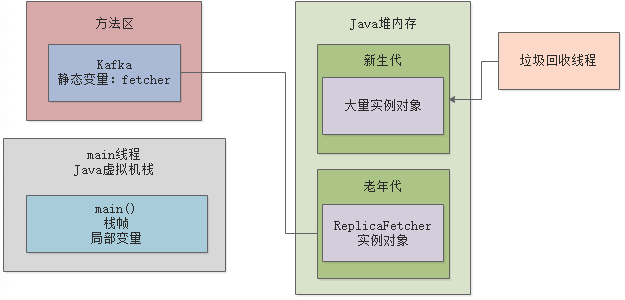 方法区
Kafka
静态变量：fetcher
main线程
Java虚拟机栈
main()
栈帧
局部变量
Java堆内存
新生代
大量实例对象
老年代
ReplicaFetcher
实例对象
垃圾回收线程